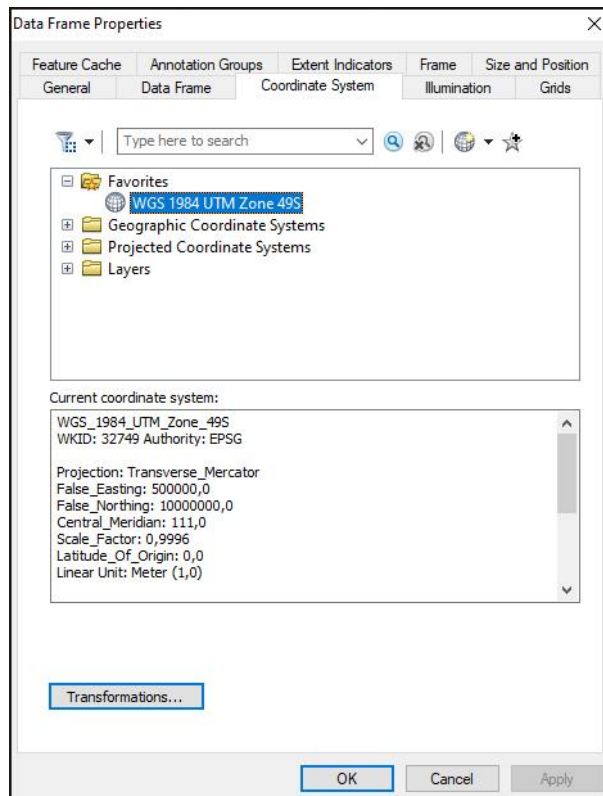 Data Frame Properties
Feature Cache Annotation Groups Extent Indicators Frame Size and Position
General Data Frame Coordinate System Illumination Grids
Type here to search
Favorites
WGS 1984 UTM Zone 49S
Geographic Coordinate Systems
Projected Coordinate Systems
Layers
Current coordinate system:
WGS_1984_UTM_Zone_49S
WKID: 32749 Authority: EPSG
Projection: Transverse_Mercator
False_Easting: 500000,0
False_Northing: 10000000,0
Central_Meridian: 111,0
Scale_Factor: 0,9996
Latitude_Of_Origin: 0,0
Linear Unit: Meter (1,0)
Transformations...
OK Cancel Apply